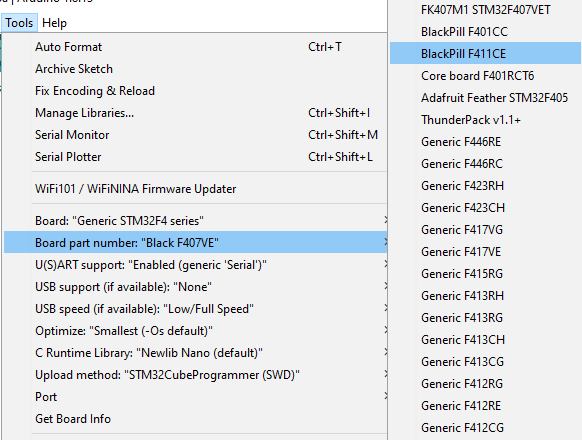 Tools Help
Auto Format Ctrl+T
Archive Sketch
Fix Encoding & Reload
Manage Libraries... Ctrl+Shift+I
Serial Monitor Ctrl+Shift+M
Serial Plotter Ctrl+Shift+L
WiFi101 / WiFiNINA Firmware Updater
Board: "Generic STM32F4 series"
Board part number: "Black F407VE"
U(S)ART support: "Enabled (generic 'Serial')"
USB support (if available): "None"
USB speed (if available): "Low/Full Speed"
Optimize: "Smallest (-Os default)"
C Runtime Library: "Newlib Nano (default)"
Upload method: "STM32CubeProgrammer (SWD)"
Port
Get Board Info
FK407M1 STM32F407VET
BlackPill F401CC
BlackPill F411CE
Core board F401RCT6
Adafruit Feather STM32F405
ThunderPack v1.1+
Generic F446RE
Generic F446RC
Generic F423RH
Generic F423CH
Generic F417VG
Generic F417VE
Generic F415RG
Generic F413RH
Generic F413RG
Generic F413CH
Generic F413CG
Generic F412RG
Generic F412RE
Generic F412CG